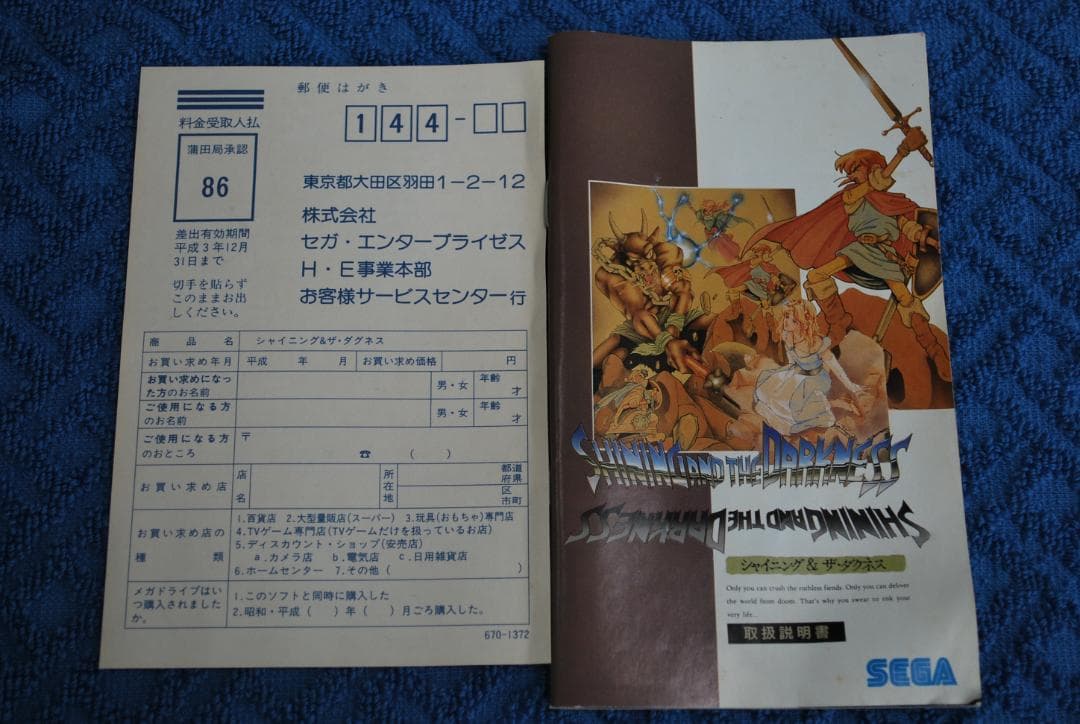 郵便はがき
144-
料金受取人払
蒲田局承認
86
差出有効期間
平成3年12月
31日まで
切手を貼らず
このままお出
しください。
東京都大田区羽田1-2-12
株式会社
セガ・エンタープライゼス
H・E事業本部
お客様サービスセンター行
商品名 シャイニング&ザ・ダグネス
お買い求め年月 平成 年 月 お買い求め価格 円
お買い求めになっ
た方のお名前 男・女 年齢 才
ご使用になる方
のお名前 男・女 年齢 才
ご使用になる方
のおところ 〒 ☎ ( )
お買い求め店 店名 所在地 都道府県 区市町
お買い求め店の
種類
1.百貨店 2.大型量販店(スーパー) 3.玩具(おもちゃ)専門店
4.TVゲーム専門店(TVゲームだけを扱っているお店)
5.ディスカウント・ショップ(安売店)
a.カメラ店 b.電気店 c.日用雑貨店
6.ホームセンター 7.その他( )
メガドライブはい
つ購入されました
か。
1.このソフトと同時に購入した
2.昭和・平成( )年( )月ごろ購入した。
670-1372
SHINING AND THE DARKNESS
SHINING AND THE DARKNESS
シャイニング&ザ・ダクネス
Only you can crush the ruthless fiends. Only you can deliver
the world from doom. That's why you swear to risk your
very life...
取扱説明書
SEGA